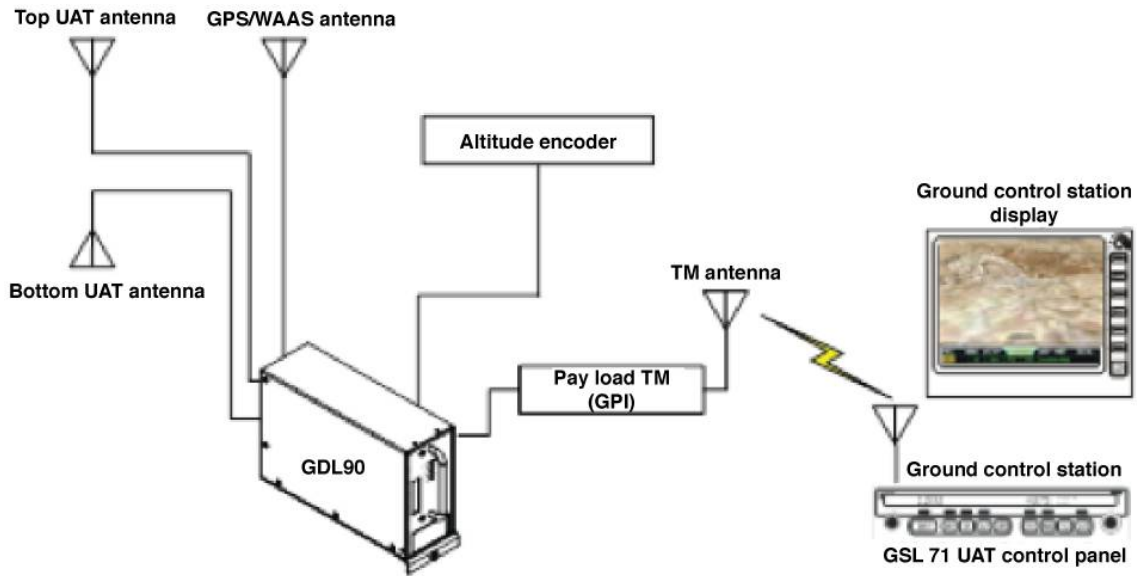 Top UAT antenna
GPS/WAAS antenna
Altitude encoder
Ground control station
display
TM antenna
Bottom UAT antenna
Pay load TM
(GPI)
GDL90
Ground control station
GSL 71 UAT control panel